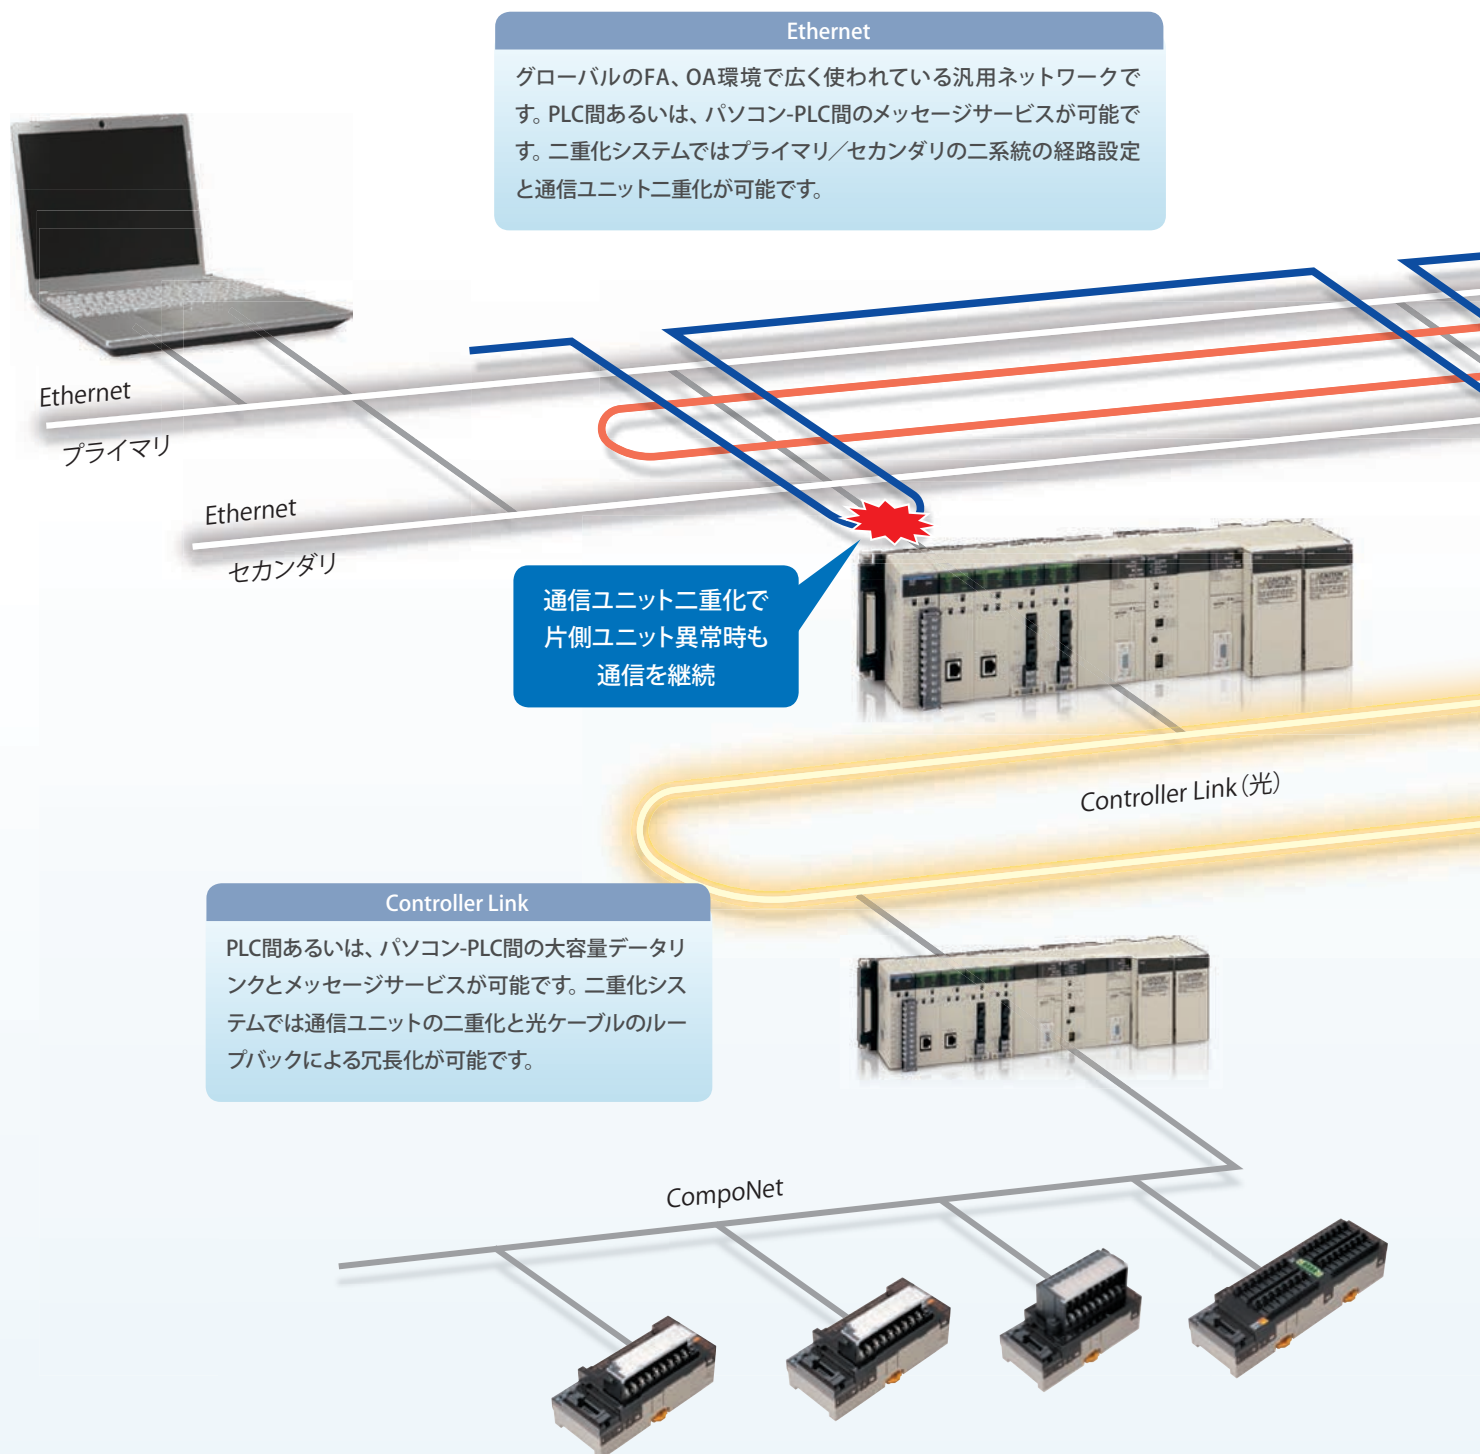 Ethernet
グローバルのFA、OA環境で広く使われている汎用ネットワークで
す。PLC間あるいは、パソコン-PLC間のメッセージサービスが可能で
す。二重化システムではプライマリ／セカンダリの二系統の経路設定
と通信ユニット二重化が可能です。
Ethernet
プライマリ
Ethernet
セカンダリ
通信ユニット二重化で
片側ユニット異常時も
通信を継続
Controller Link（光）
Controller Link
PLC間あるいは、パソコン-PLC間の大容量データリ
ンクとメッセージサービスが可能です。二重化シス
テムでは通信ユニットの二重化と光ケーブルのルー
プバックによる冗長化が可能です。
CompoNet